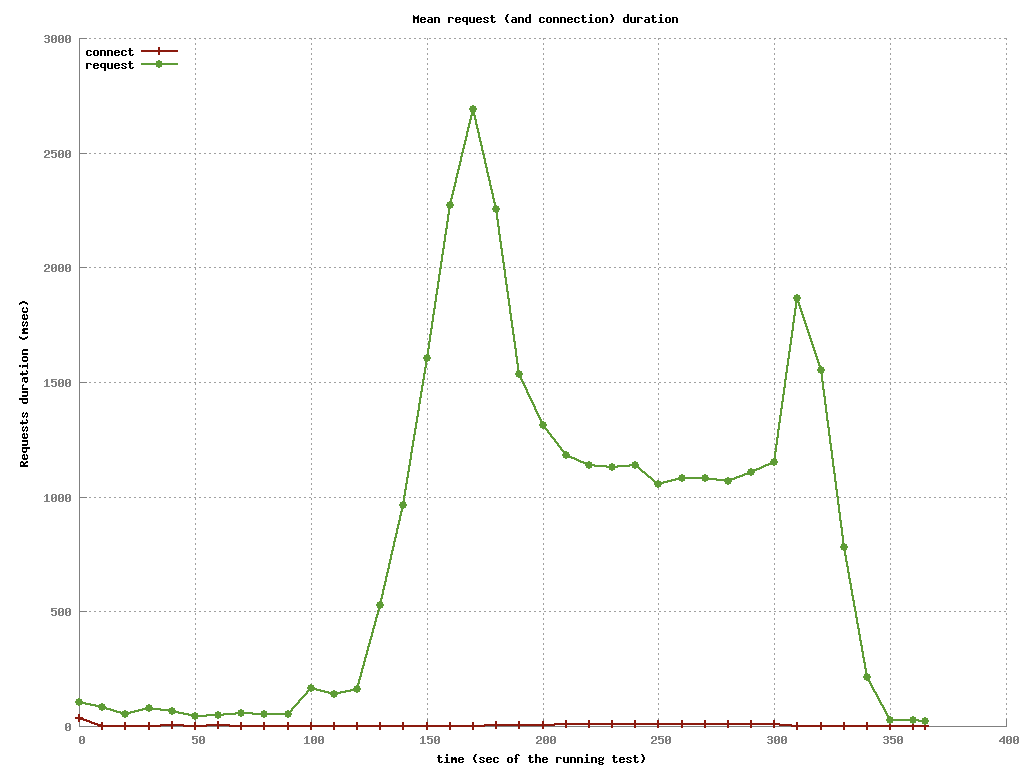 Mean request (and connection) duration
3000
connect
request
2500
2000
Requests duration (msec)
1500
1000
500
0
0 50 100 150 200 250 300 350 400
time (sec of the running test)